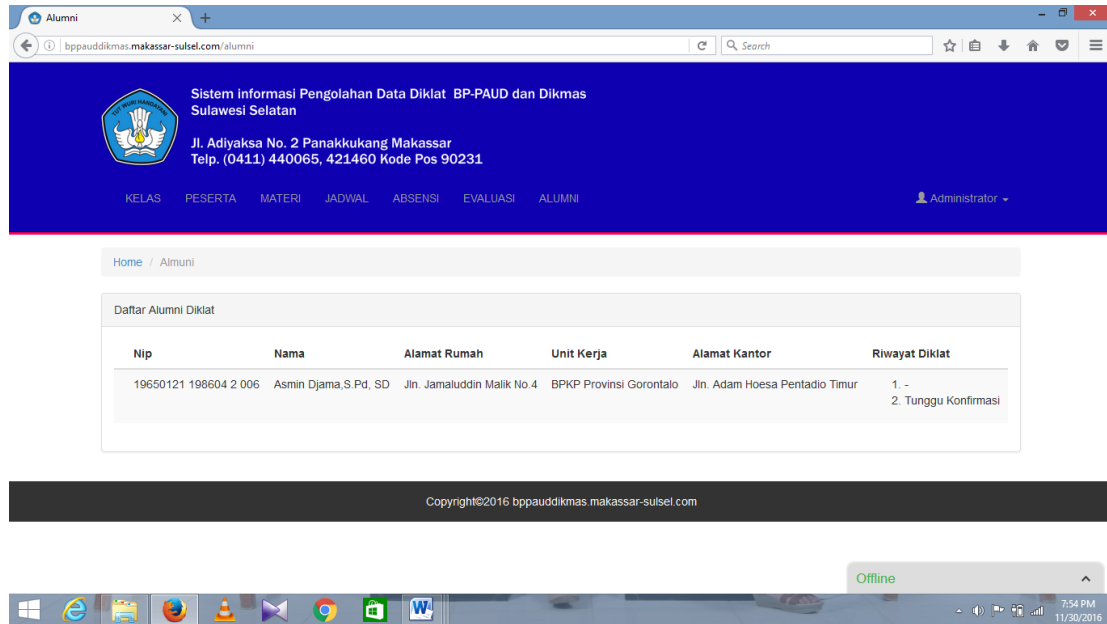 Alumni
bppauddikmas.makassar-sulsel.com/alumni
Search
TUT WURI HANDAYANI
Sistem informasi Pengolahan Data Diklat BP-PAUD dan Dikmas
Sulawesi Selatan
Jl. Adiyaksa No. 2 Panakkukang Makassar
Telp. (0411) 440065, 421460 Kode Pos 90231
KELAS PESERTA MATERI JADWAL ABSENSI EVALUASI ALUMNI Administrator
Home / Almuni
Daftar Alumni Diklat
Nip Nama Alamat Rumah Unit Kerja Alamat Kantor Riwayat Diklat
19650121 198604 2 006 Asmin Djama,S.Pd, SD Jln. Jamaluddin Malik No.4 BPKP Provinsi Gorontalo Jln. Adam Hoesa Pentadio Timur 1. -
2. Tunggu Konfirmasi
Copyright©2016 bppauddikmas.makassar-sulsel.com
Offline
7:54 PM
11/30/2016